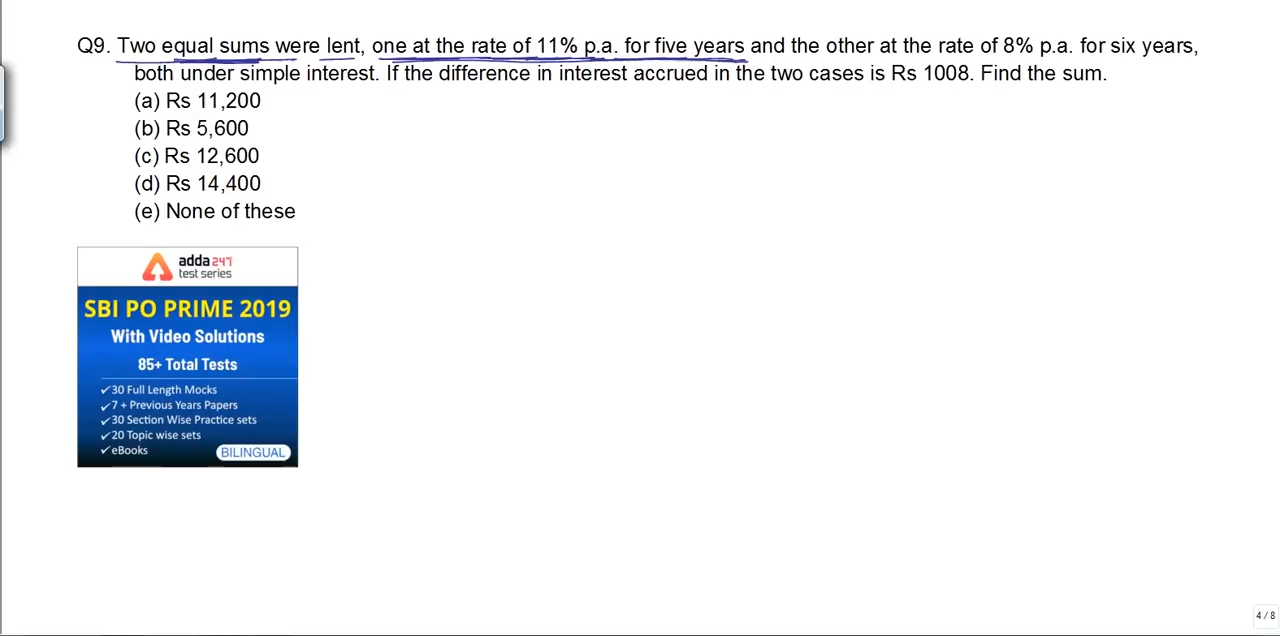 Q9. Two equal sums were lent, one at the rate of 11% p.a. for five years and the other at the rate of 8% p.a. for six years,
both under simple interest. If the difference in interest accrued in the two cases is Rs 1008. Find the sum.
(a) Rs 11,200
(b) Rs 5,600
(c) Rs 12,600
(d) Rs 14,400
(e) None of these
adda247
test series
SBI PO PRIME 2019
With Video Solutions
85+ Total Tests
✓30 Full Length Mocks
✓7 + Previous Years Papers
✓30 Section Wise Practice sets
✓20 Topic wise sets
✓eBooks
BILINGUAL
4 / 8